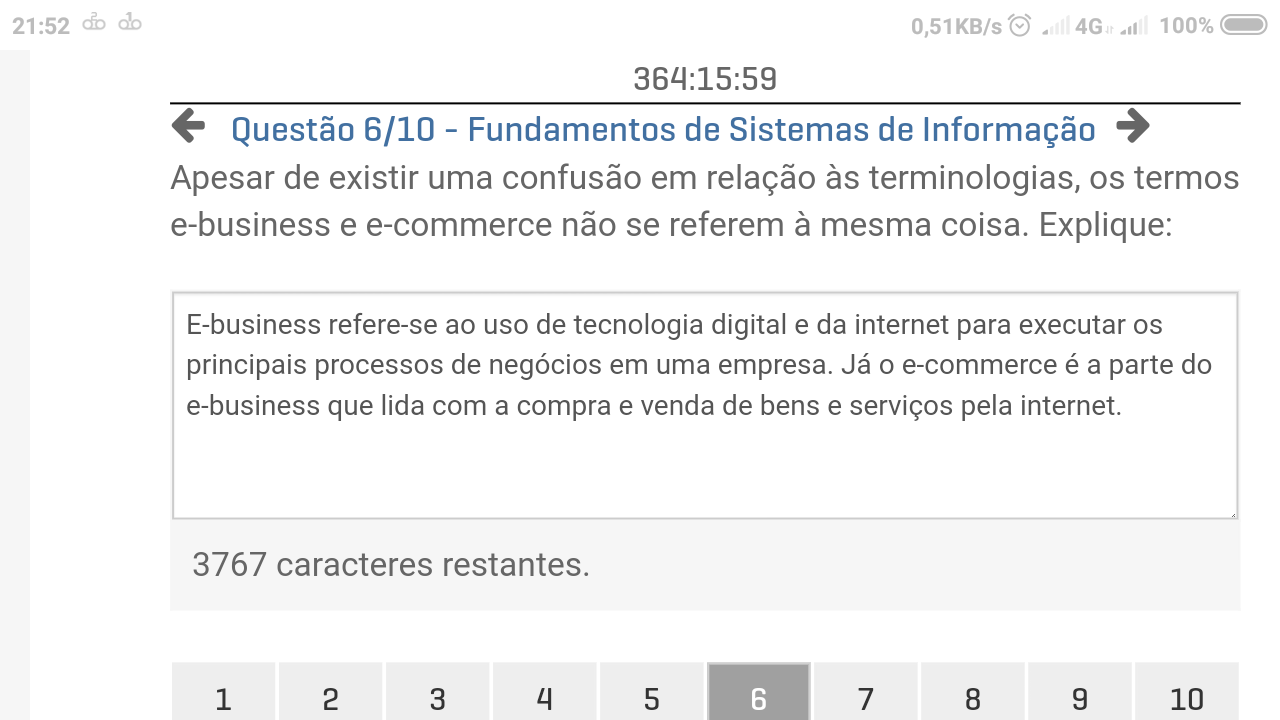 21:52 0,51KB/s 4G 100%
364:15:59
Questão 6/10 - Fundamentos de Sistemas de Informação
Apesar de existir uma confusão em relação às terminologias, os termos
e-business e e-commerce não se referem à mesma coisa. Explique:
E-business refere-se ao uso de tecnologia digital e da internet para executar os
principais processos de negócios em uma empresa. Já o e-commerce é a parte do
e-business que lida com a compra e venda de bens e serviços pela internet.
3767 caracteres restantes.
1 2 3 4 5 6 7 8 9 10